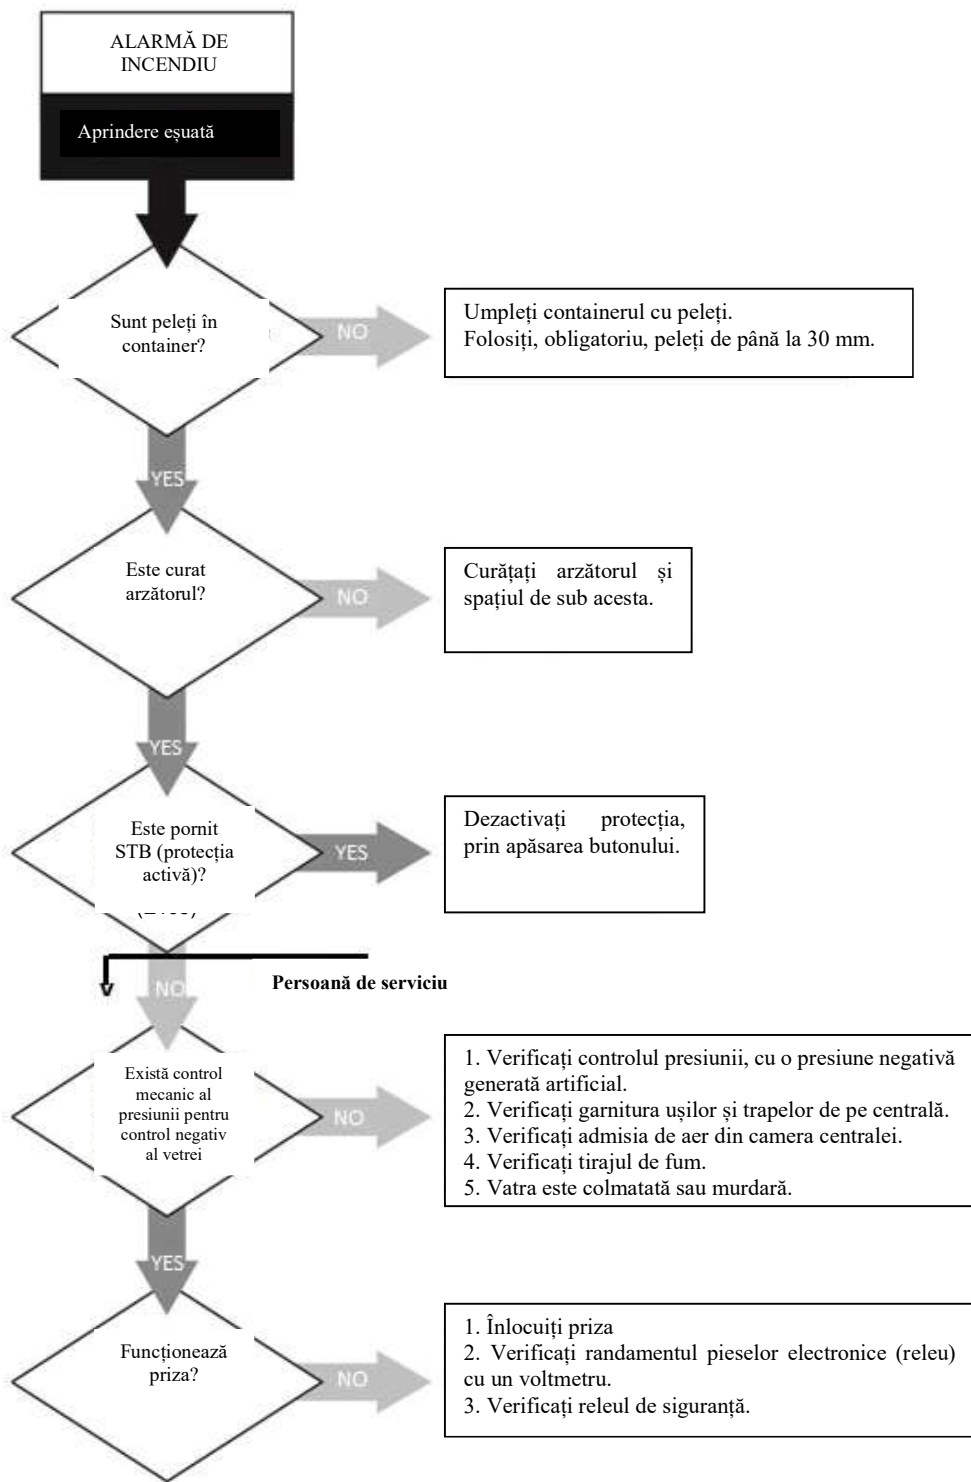 ALARMĂ DE
INCENDIU
Aprindere eșuată
Sunt peleți în
container?
NO
Umpleți containerul cu peleți.
Folosiți, obligatoriu, peleți de până la 30 mm.
YES
Este curat
arzătorul?
NO
Curățați arzătorul și
spațiul de sub acesta.
YES
Este pornit
STB (protecția
activă)?
YES
Dezactivați protecția,
prin apăsarea butonului.
NO
Persoană de serviciu
Există control
mecanic al
presiunii pentru
control negativ
al vetrei
NO
1. Verificați controlul presiunii, cu o presiune negativă
generată artificial.
2. Verificați garnitura ușilor și trapelor de pe centrală.
3. Verificați admisia de aer din camera centralei.
4. Verificați tirajul de fum.
5. Vatra este colmatată sau murdară.
YES
Funcționează
priza?
NO
1. Înlocuiți priza
2. Verificați randamentul pieselor electronice (releu)
cu un voltmetru.
3. Verificați releul de siguranță.